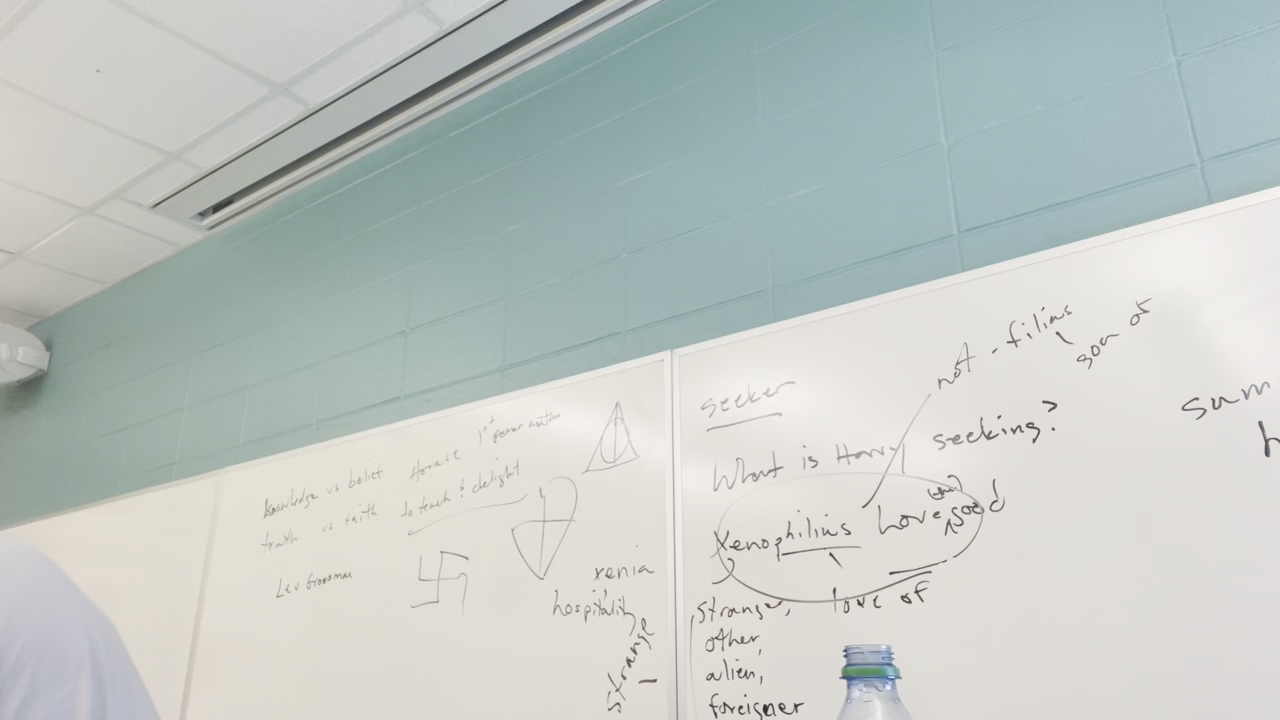 Knowledge vs belief
truth vs faith
Lev Grossman
Horace
to teach & delight
xenia
hospitality
strange
seeker
What is Harry seeking?
not - filius
son of
Xenophilius Lovegood
love of
stranger,
other,
alien,
foreigner
sum
h